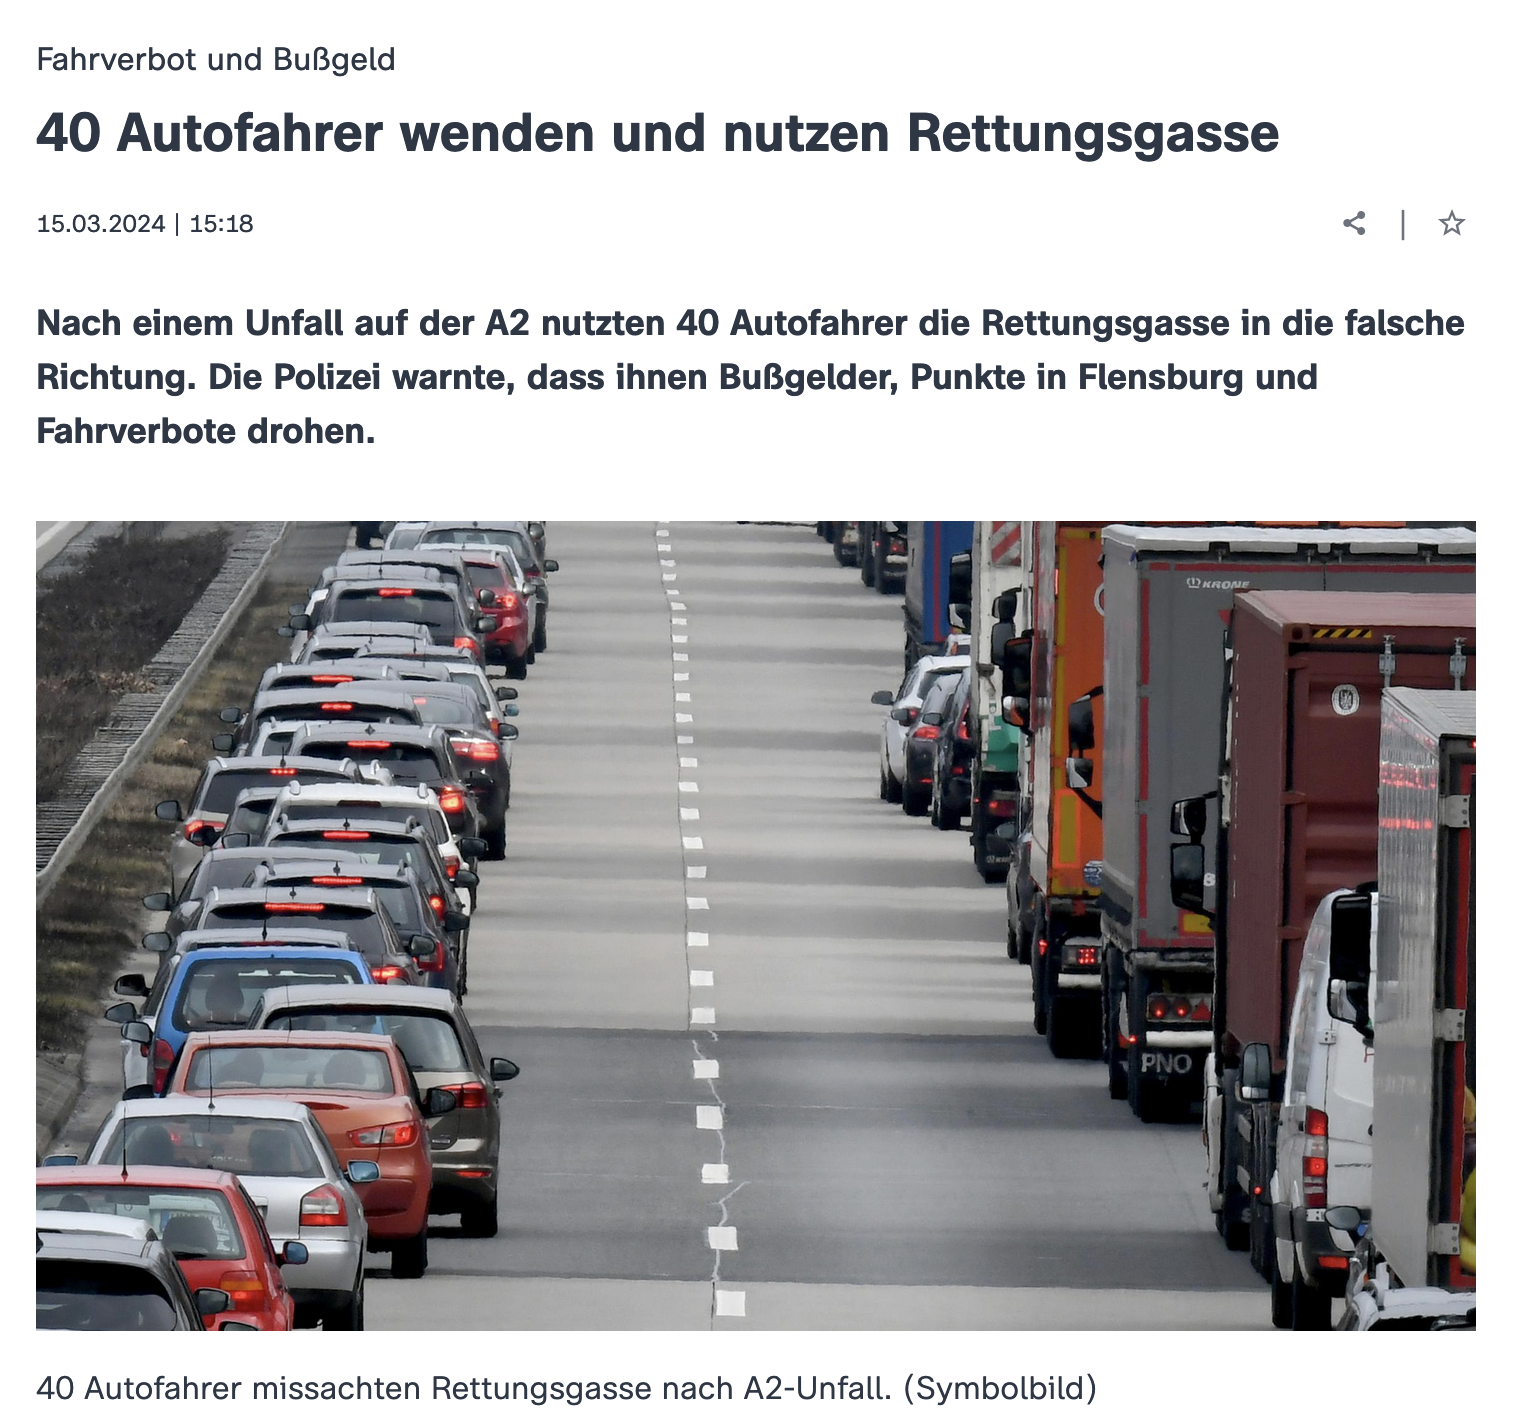 Fahrverbot und Bußgeld
40 Autofahrer wenden und nutzen Rettungsgasse
15.03.2024 | 15:18
|
Nach einem Unfall auf der A2 nutzten 40 Autofahrer die Rettungsgasse in die falsche
Richtung. Die Polizei warnte, dass ihnen Bußgelder, Punkte in Flensburg und
Fahrverbote drohen.
KRONE
PNO
40 Autofahrer missachten Rettungsgasse nach A2-Unfall. (Symbolbild)